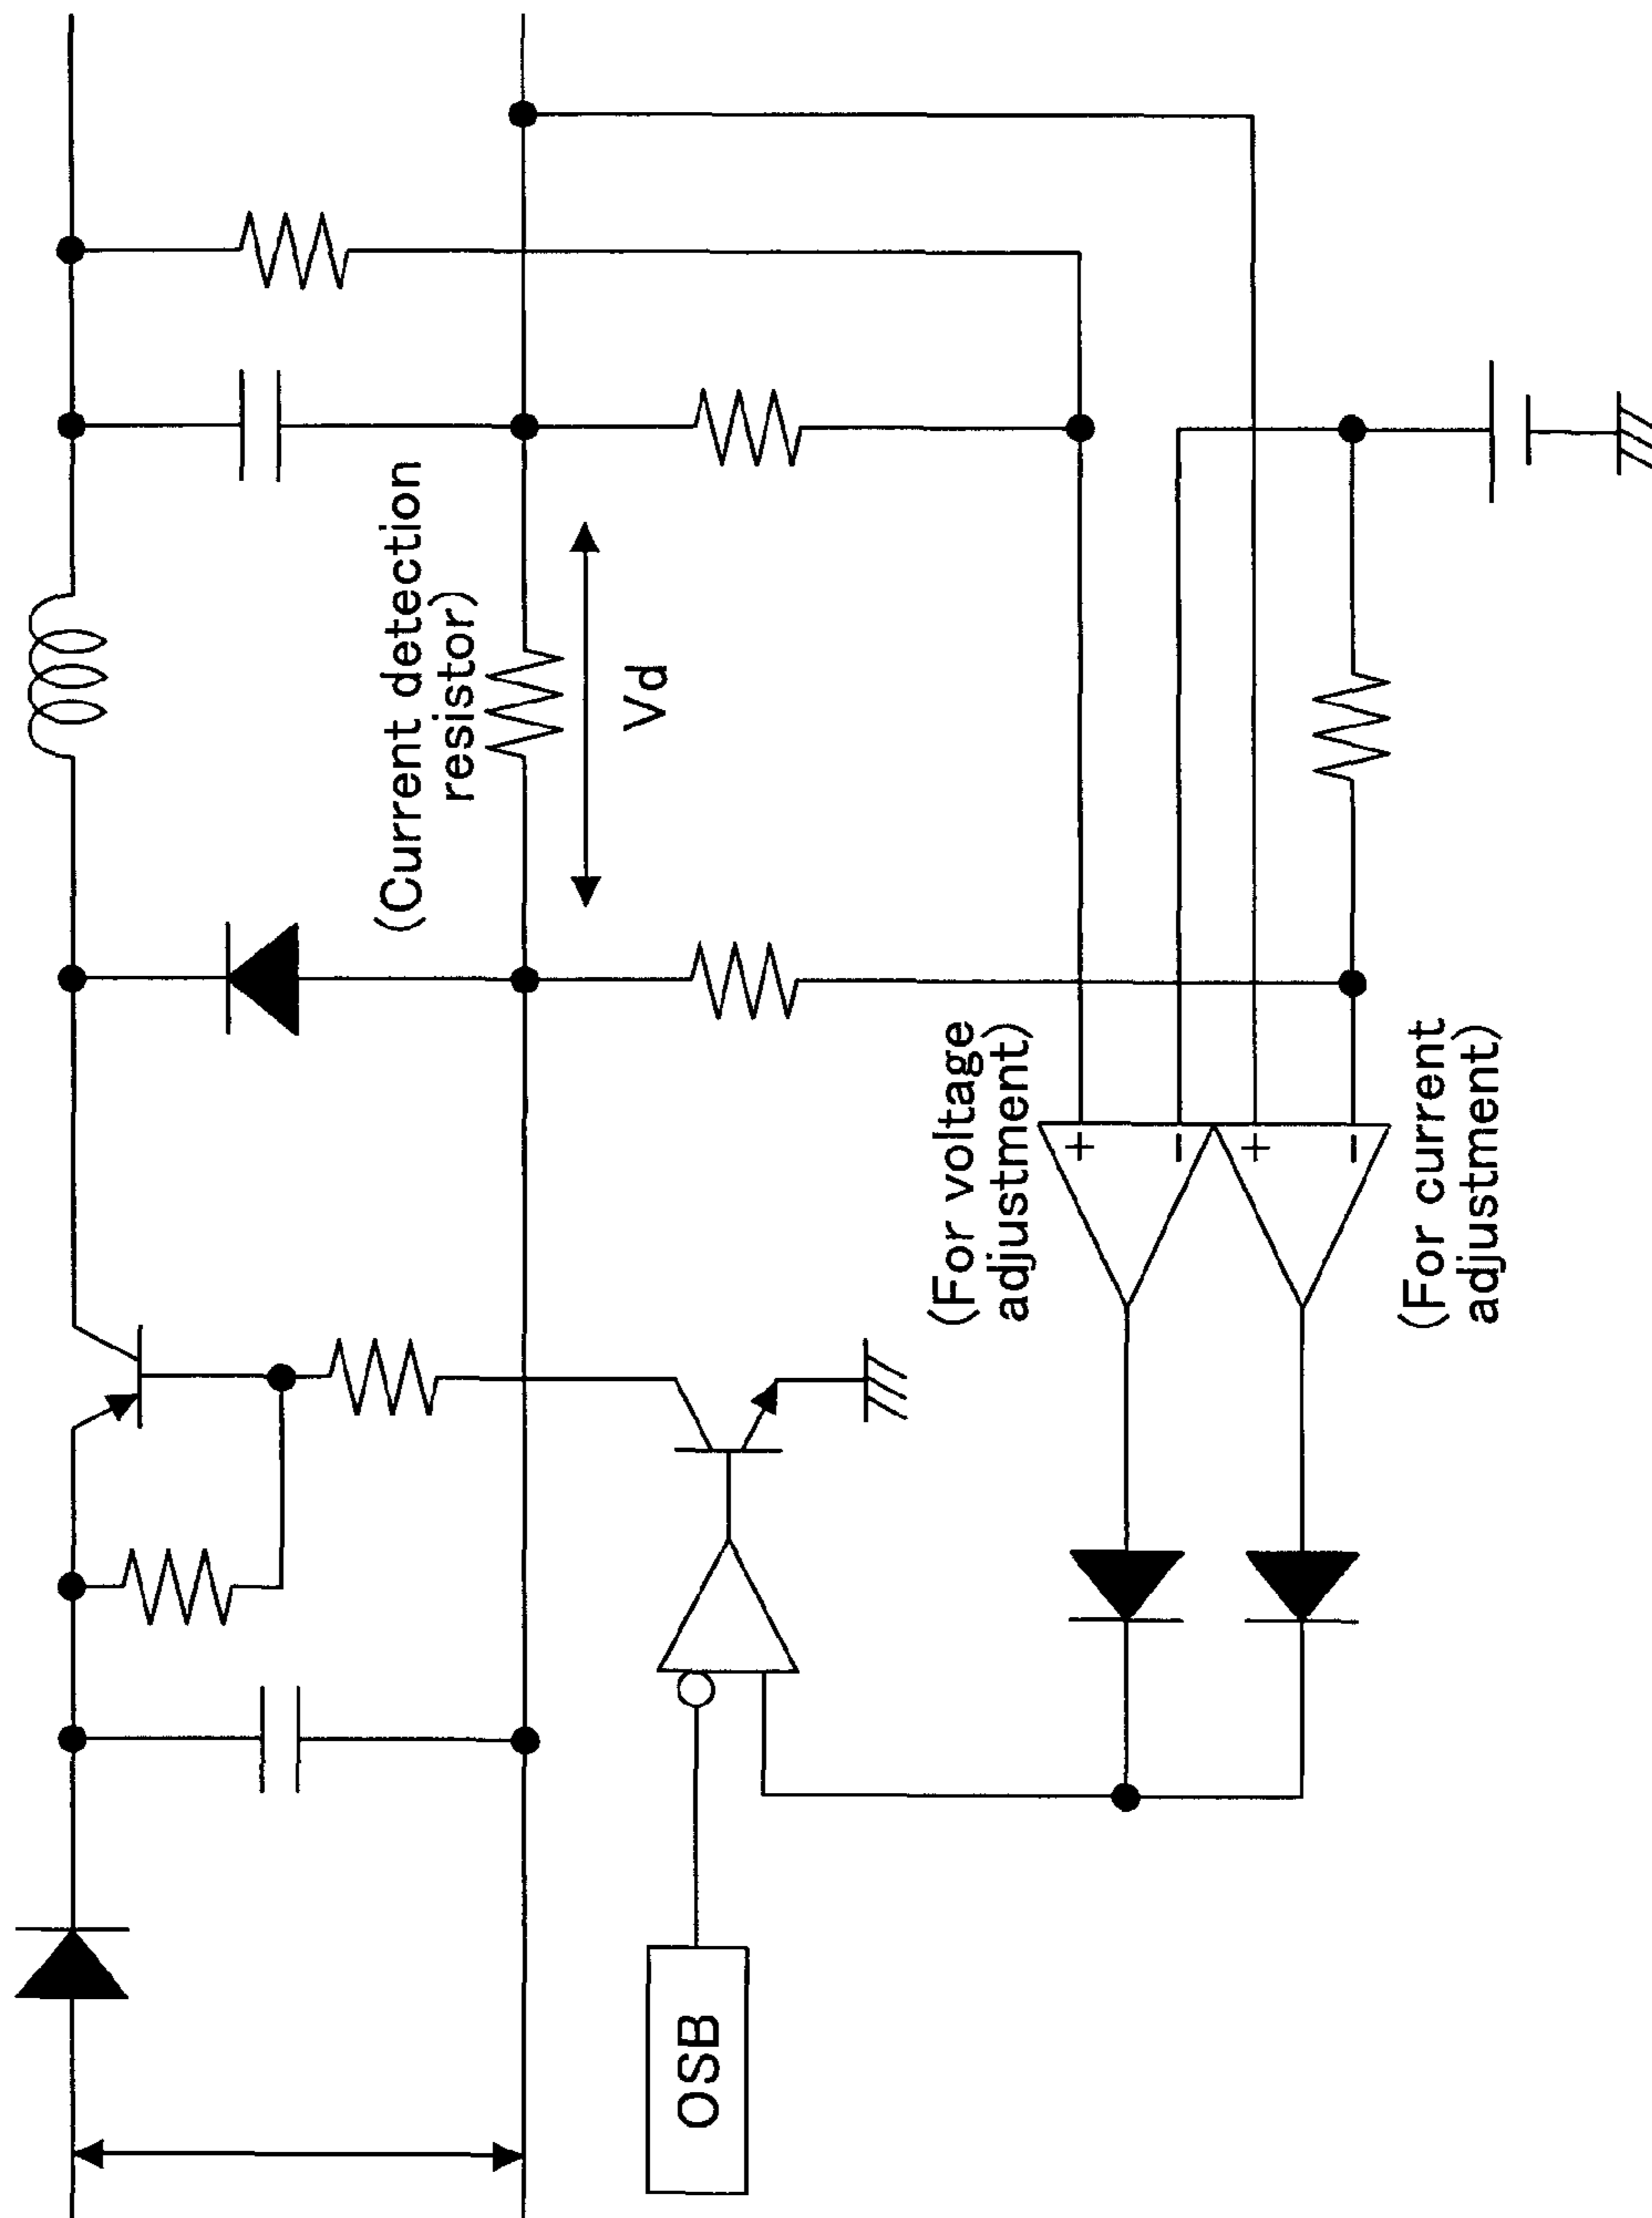 (Current detection
resistor)
Vd
(For voltage
adjustment)
+
−
+
−
(For current
adjustment)
OSB